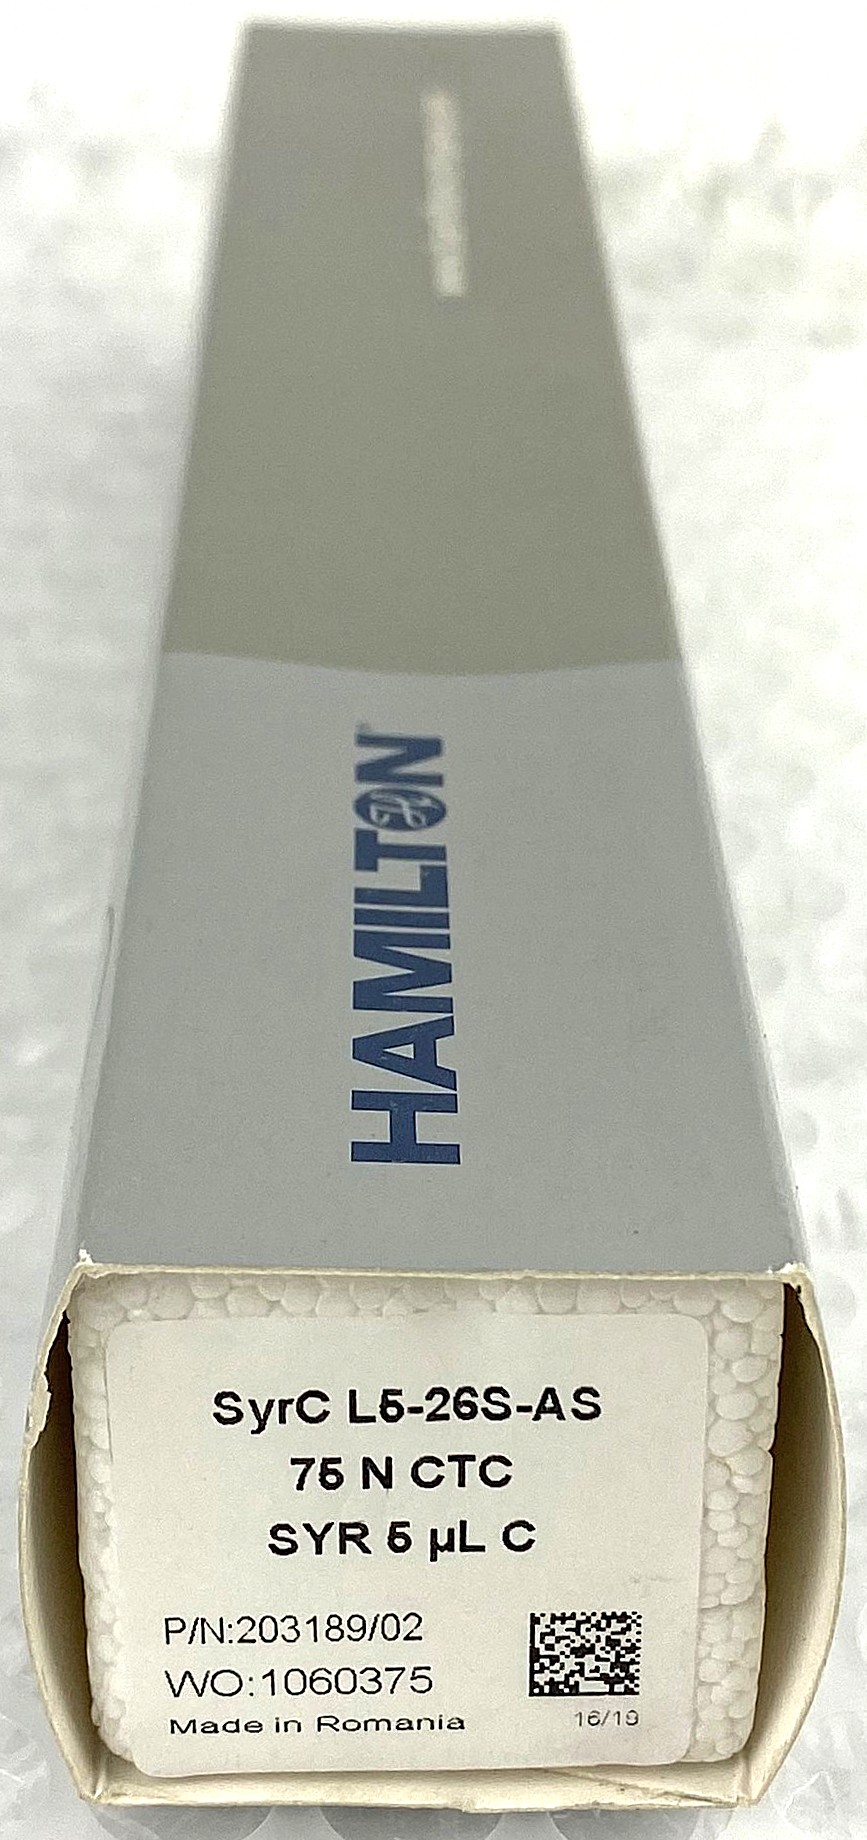 HAMILTON
SyrC L5-26S-AS
75 N CTC
SYR 5 µL C
P/N:203189/02
WO:1060375
Made in Romania
16/19